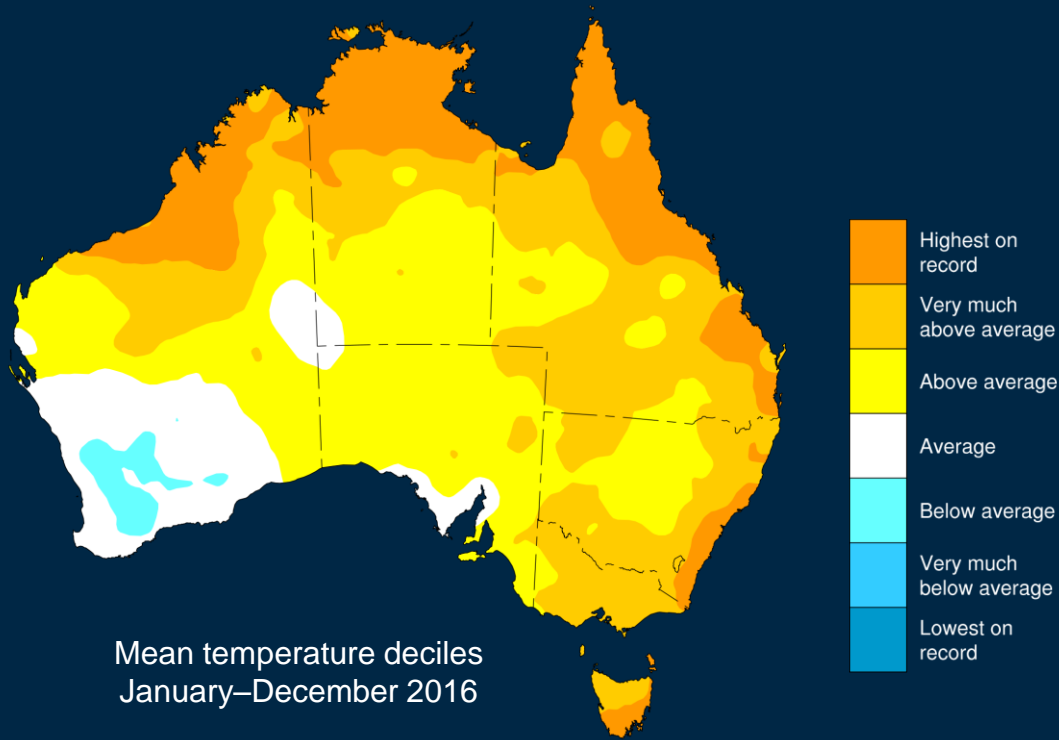 Highest on
record
Very much
above average
Above average
Average
Below average
Very much
below average
Lowest on
record
Mean temperature deciles
January–December 2016